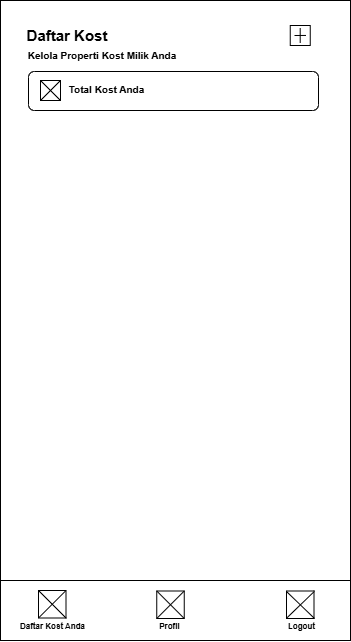 Daftar Kost
Kelola Properti Kost Milik Anda
Total Kost Anda
Daftar Kost Anda
Profil
Logout